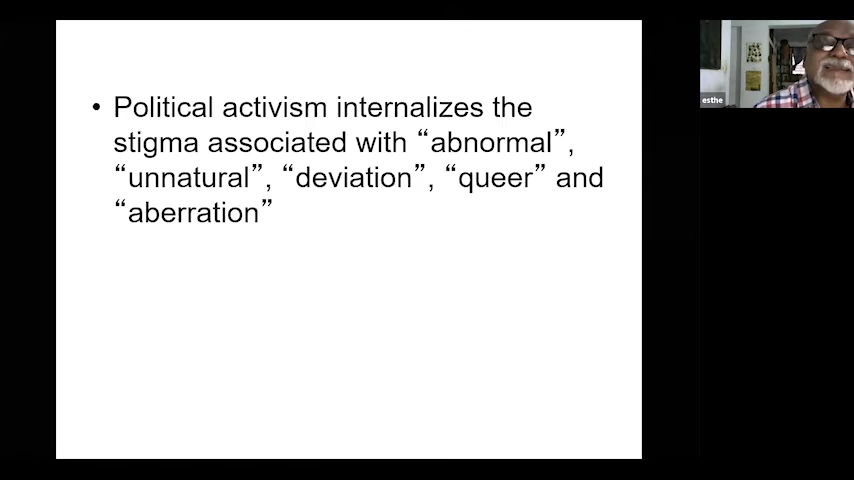 • Political activism internalizes the
stigma associated with “abnormal”,
“unnatural”, “deviation”, “queer” and
“aberration”
esthe